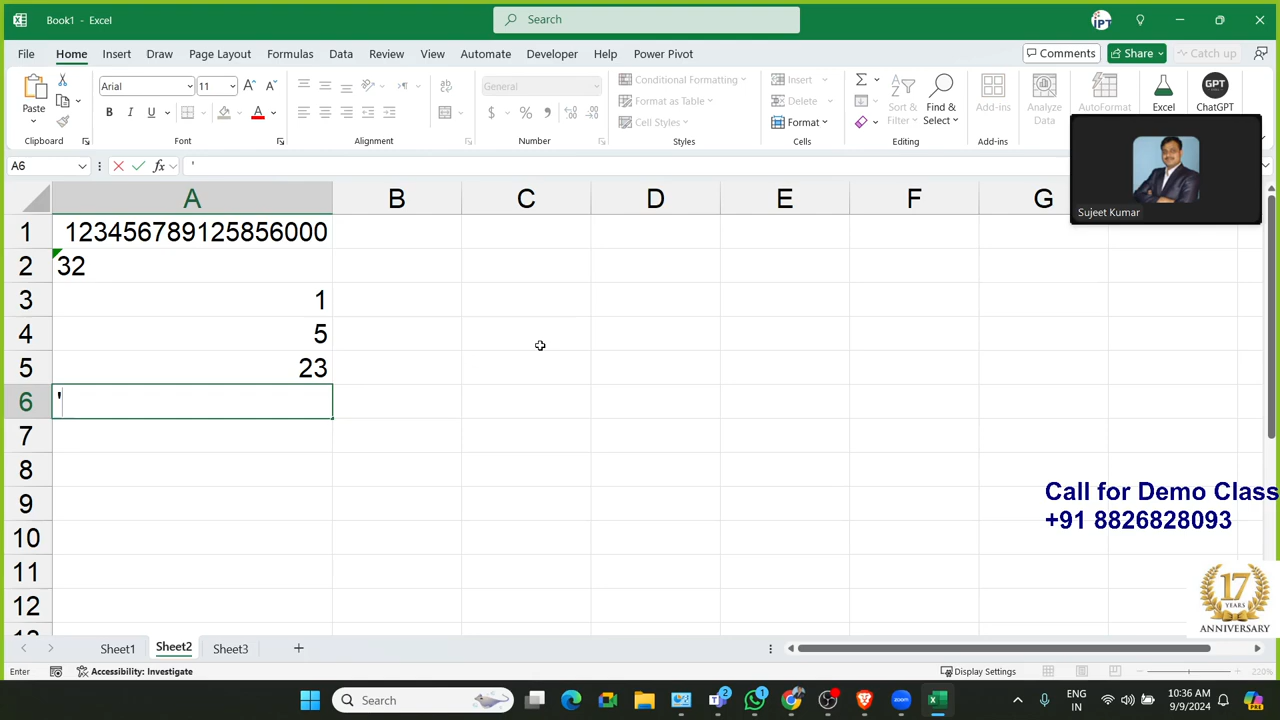 Book1 - Excel
Search
File Home Insert Draw Page Layout Formulas Data Review View Automate Developer Help Power Pivot
Comments Share Catch up
Paste
Arial 11
B I U
General
$ % ,
Conditional Formatting
Format as Table
Cell Styles
Insert
Delete
Format
Sort & Filter
Find & Select
Add-ins
Analyze Data
AutoFormat
Excel
GPT
ChatGPT
Clipboard Font Alignment Number Styles Cells Editing Add-ins
A6 fx '
Sujeet Kumar
A B C D E F G
1 123456789125856000
2 32
3 1
4 5
5 23
6 '
7
8
9
10
11
12
Call for Demo Class
+91 8826828093
17
YEARS
ANNIVERSARY
Sheet1 Sheet2 Sheet3
Enter Accessibility: Investigate Display Settings 220%
Search
2 1
ENG
IN
10:36 AM
9/9/2024